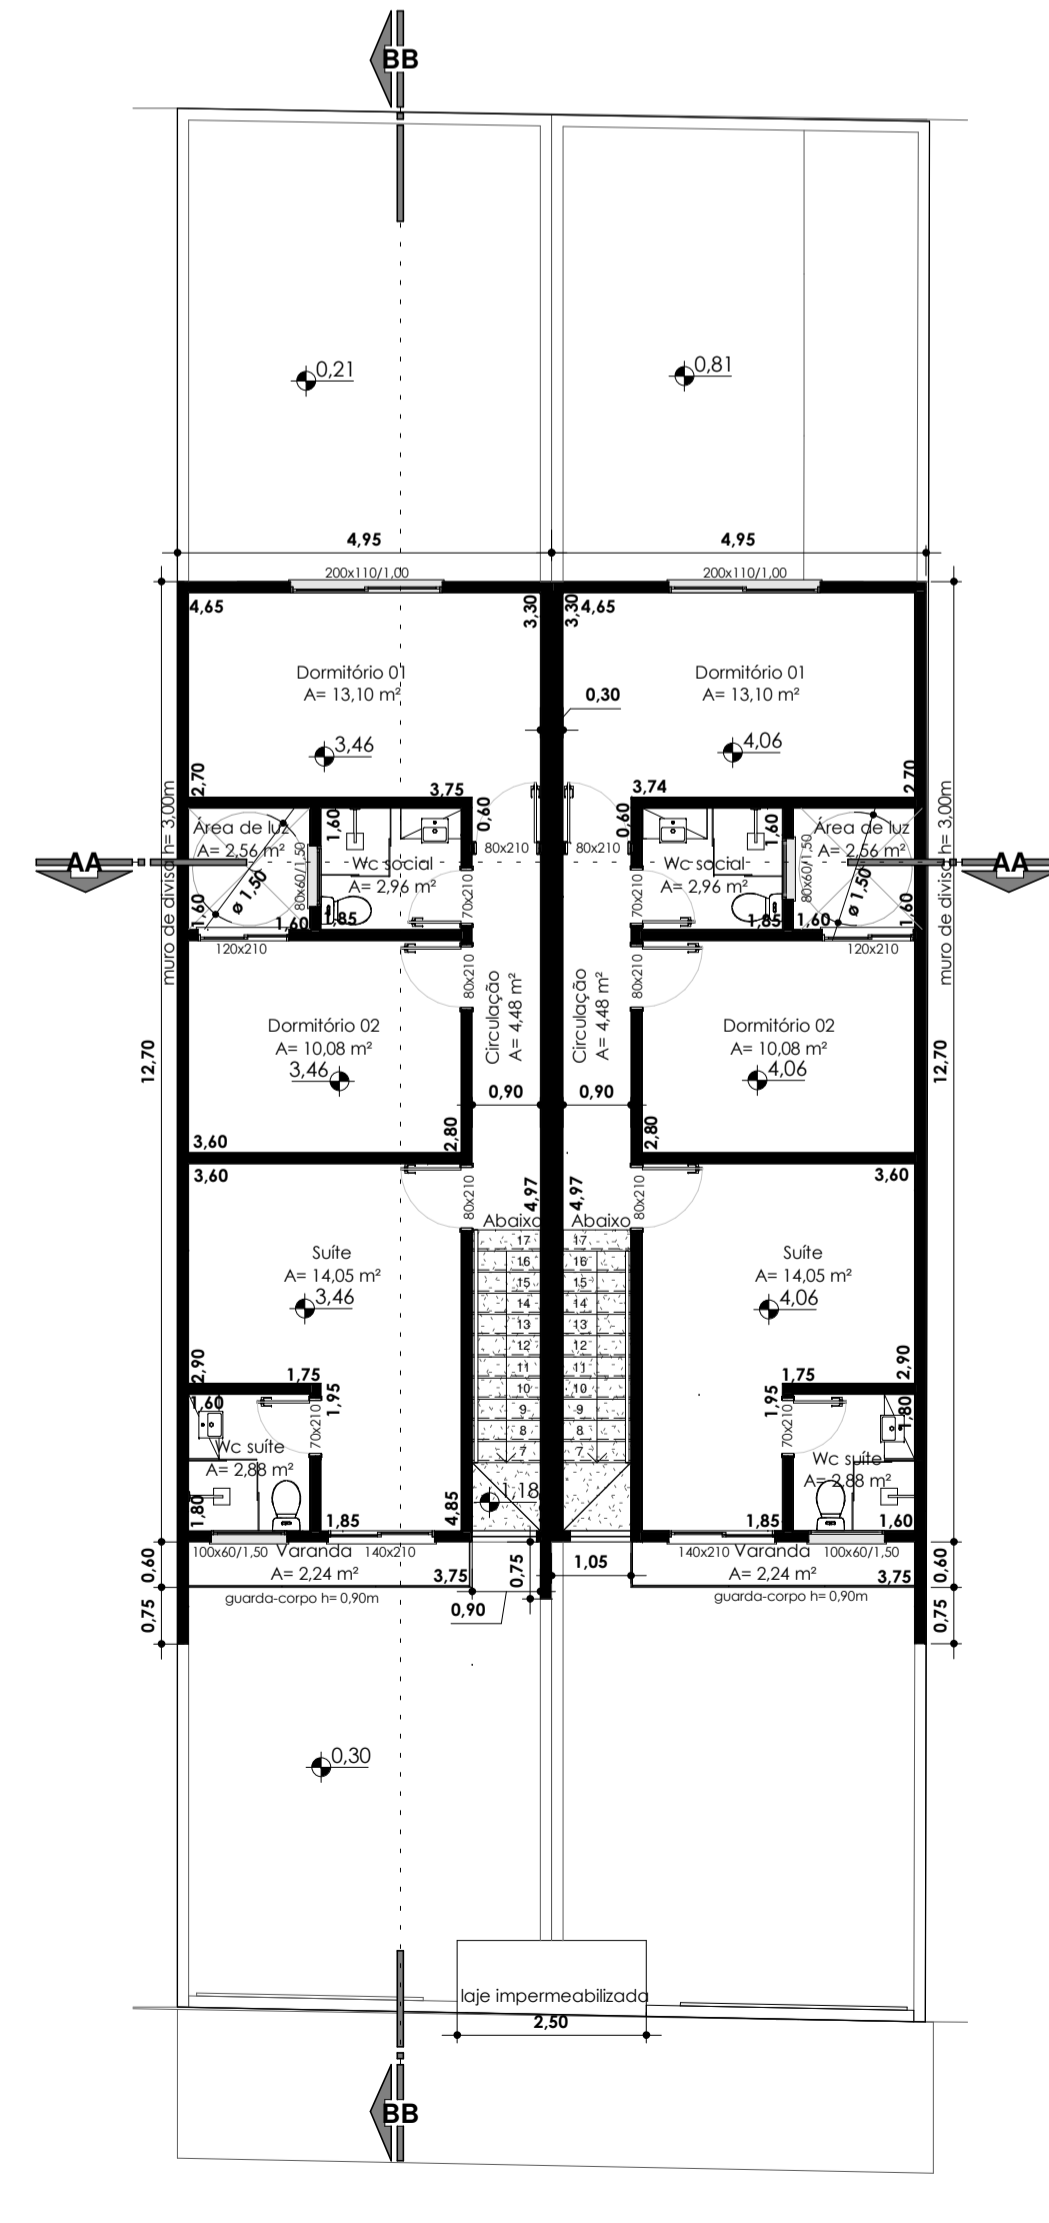 BB
0,21
0,81
4,95
4,95
200x110/1,00
200x110/1,00
4,65
3,30
3,30
4,65
Dormitório 01
A= 13,10 m²
Dormitório 01
A= 13,10 m²
0,30
3,46
4,06
2,70
3,75
3,74
2,70
muro de divisa h= 3,00m
muro de divisa h= 3,00m
0,60
0,60
Área de luz
A= 2,56 m²
1,60
1,60
Área de luz
A= 2,56 m²
80x210
80x210
AA
AA
Wc social
A= 2,96 m²
Wc social
A= 2,96 m²
80x60/1,50
80x60/1,50
ø 1,50
ø 1,50
70x210
70x210
1,60
1,60
1,85
1,85
1,60
1,60
120x210
120x210
80x210
80x210
Circulação
A= 4,48 m²
Circulação
A= 4,48 m²
Dormitório 02
A= 10,08 m²
3,46
Dormitório 02
A= 10,08 m²
4,06
12,70
12,70
0,90
0,90
3,60
2,80
2,80
3,60
3,60
80x210
4,97
4,97
80x210
Abaixo
Abaixo
17
17
16
16
15
15
14
14
13
13
12
12
11
11
10
10
9
9
8
8
7
7
Suíte
A= 14,05 m²
3,46
Suíte
A= 14,05 m²
4,06
2,90
1,75
1,75
2,90
1,60
1,95
1,95
1,80
70x210
70x210
Wc suíte
A= 2,88 m²
Wc suíte
A= 2,88 m²
1,18
1,80
1,85
4,85
1,85
1,60
100x60/1,50
Varanda
140x210
A= 2,24 m²
140x210
Varanda
100x60/1,50
A= 2,24 m²
0,60
3,75
0,75
1,05
3,75
0,60
guarda-corpo h= 0,90m
guarda-corpo h= 0,90m
0,75
0,90
0,75
0,30
laje impermeabilizada
2,50
BB